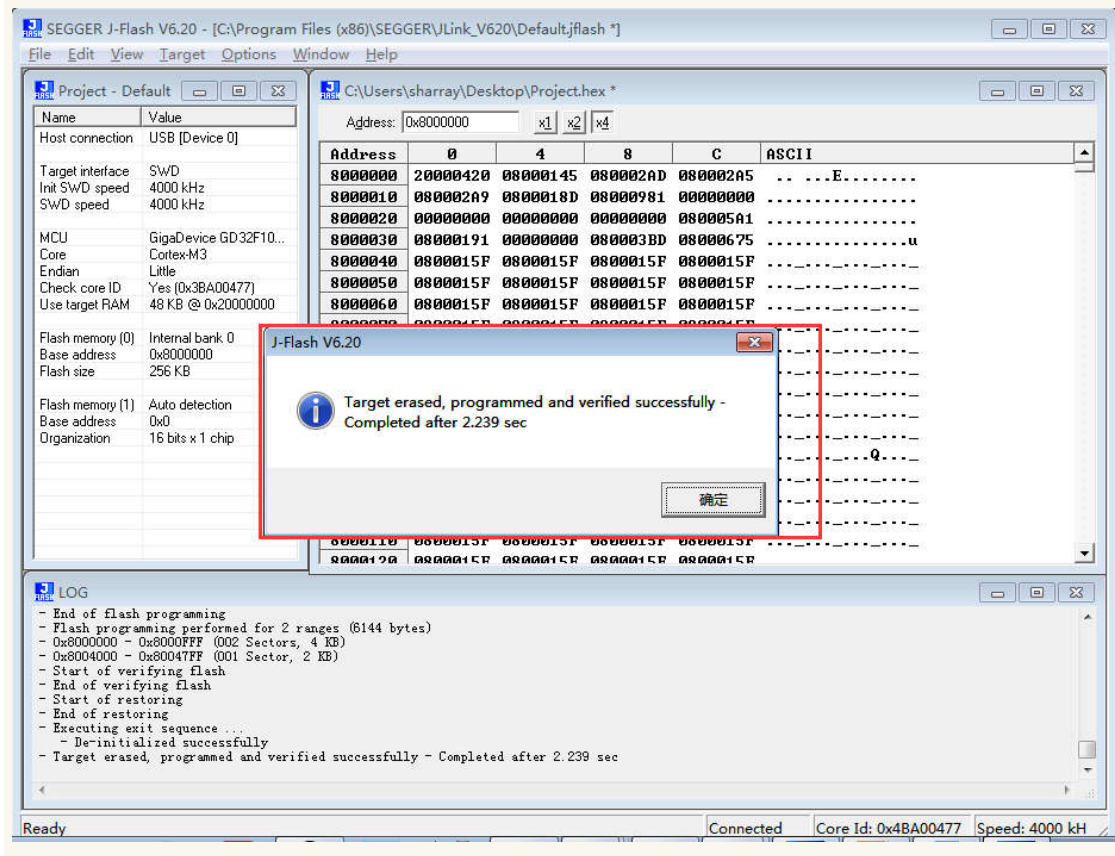 SEGGER J-Flash V6.20 - [C:\Program Files (x86)\SEGGER\JLink_V620\Default.jflash *]
File Edit View Target Options Window Help
Project - Default
Name Value
Host connection USB [Device 0]
Target interface SWD
Init SWD speed 4000 kHz
SWD speed 4000 kHz
MCU GigaDevice GD32F10...
Core Cortex-M3
Endian Little
Check core ID Yes (0x3BA00477)
Use target RAM 48 KB @ 0x20000000
Flash memory (0) Internal bank 0
Base address 0x8000000
Flash size 256 KB
Flash memory (1) Auto detection
Base address 0x0
Organization 16 bits x 1 chip
C:\Users\sharray\Desktop\Project.hex *
Address: 0x8000000 x1 x2 x4
Address 0 4 8 C ASCII
8000000 20000420 08000145 080002AD 080002A5 .. ...E........
8000010 080002A9 0800018D 08000981 00000000 ................
8000020 00000000 00000000 00000000 080005A1 ................
8000030 08000191 00000000 080003BD 08000675 ...............u
8000040 0800015F 0800015F 0800015F 0800015F ..._..._..._..._
8000050 0800015F 0800015F 0800015F 0800015F ..._..._..._..._
8000060 0800015F 0800015F 0800015F 0800015F ..._..._..._..._
J-Flash V6.20
Target erased, programmed and verified successfully -
Completed after 2.239 sec
确定
8000110 0800015F 0800015F 0800015F 0800015F ..._..._..._..._
8000120 0800015F 0800015F 0800015F 0800015F
LOG
- End of flash programming
- Flash programming performed for 2 ranges (6144 bytes)
- 0x8000000 - 0x8000FFF (002 Sectors, 4 KB)
- 0x8004000 - 0x80047FF (001 Sector, 2 KB)
- Start of verifying flash
- End of verifying flash
- Start of restoring
- End of restoring
- Executing exit sequence ...
- De-initialized successfully
- Target erased, programmed and verified successfully - Completed after 2.239 sec
Ready Connected Core Id: 0x4BA00477 Speed: 4000 kH